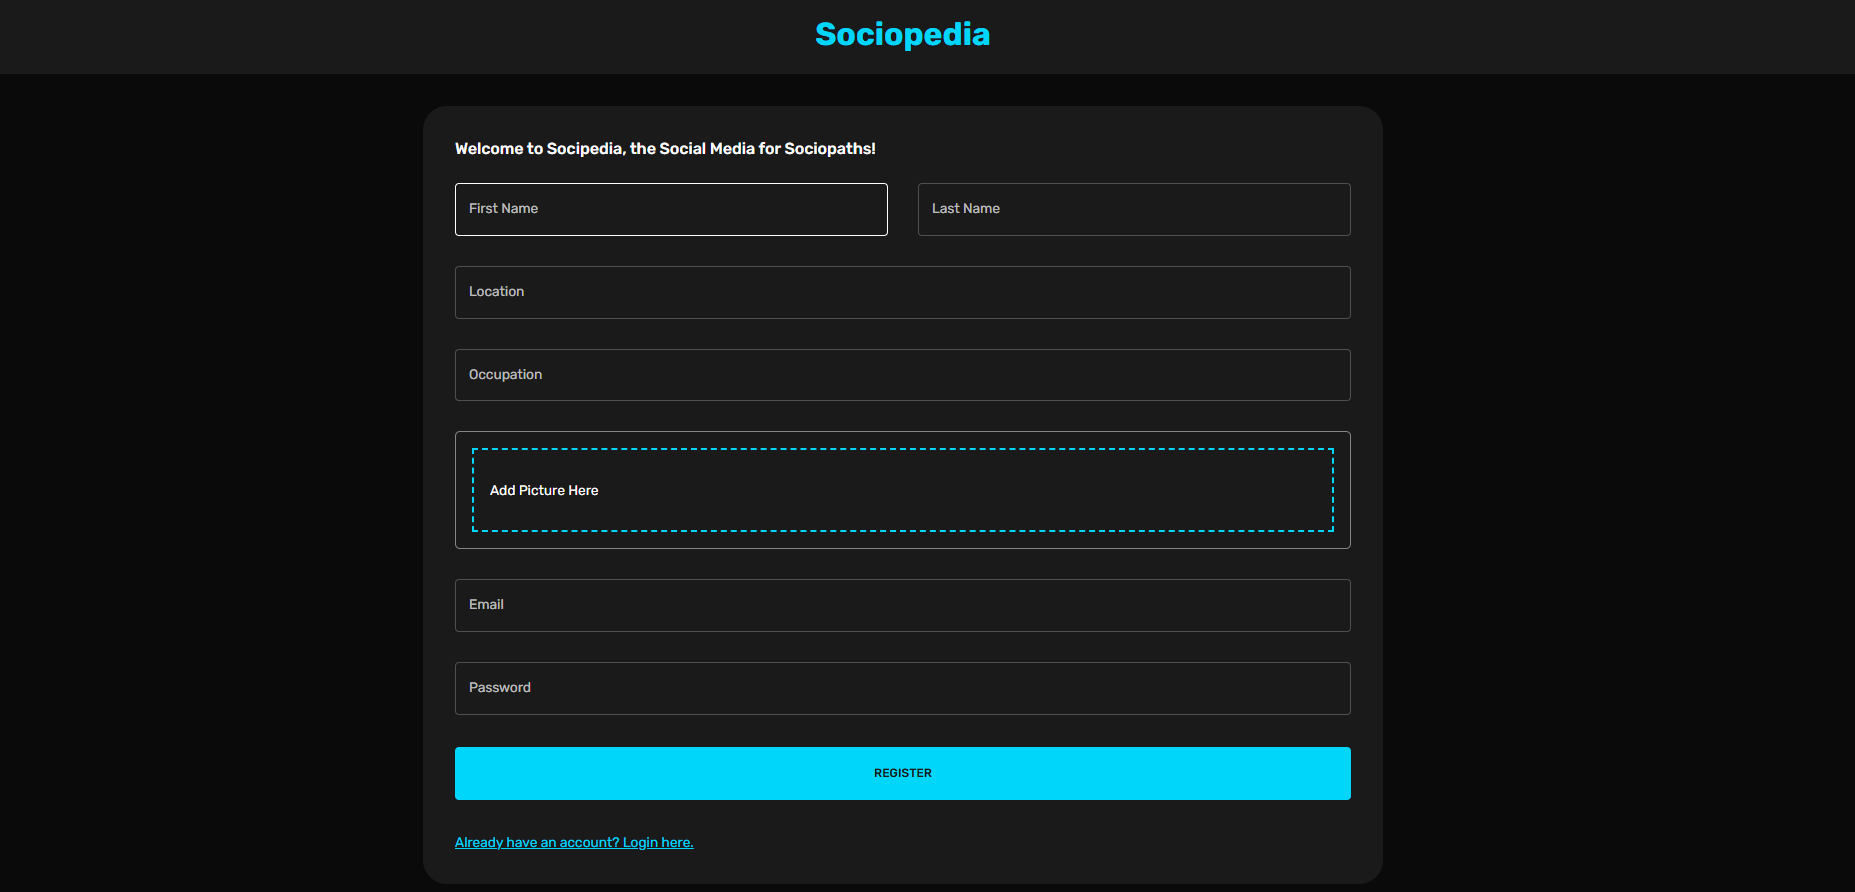 Sociopedia
Welcome to Socipedia, the Social Media for Sociopaths!
First Name
Last Name
Location
Occupation
Add Picture Here
Email
Password
REGISTER
Already have an account? Login here.